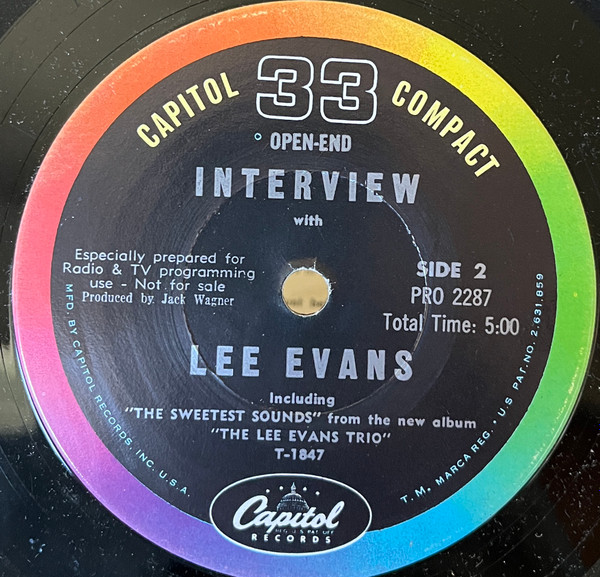 CAPITOL 33 COMPACT
OPEN-END
INTERVIEW
with
Especially prepared for
Radio & TV programming
use - Not for sale
Produced by Jack Wagner
SIDE 2
PRO 2287
Total Time: 5:00
LEE EVANS
Including
"THE SWEETEST SOUNDS" from the new album
"THE LEE EVANS TRIO"
T-1847
MFD. BY CAPITOL RECORDS, INC. U.S.A.
T.M. MARCA REG. • U.S. PAT. NO. 2,631,859
Capitol
REG. U.S. PAT. OFF.
RECORDS